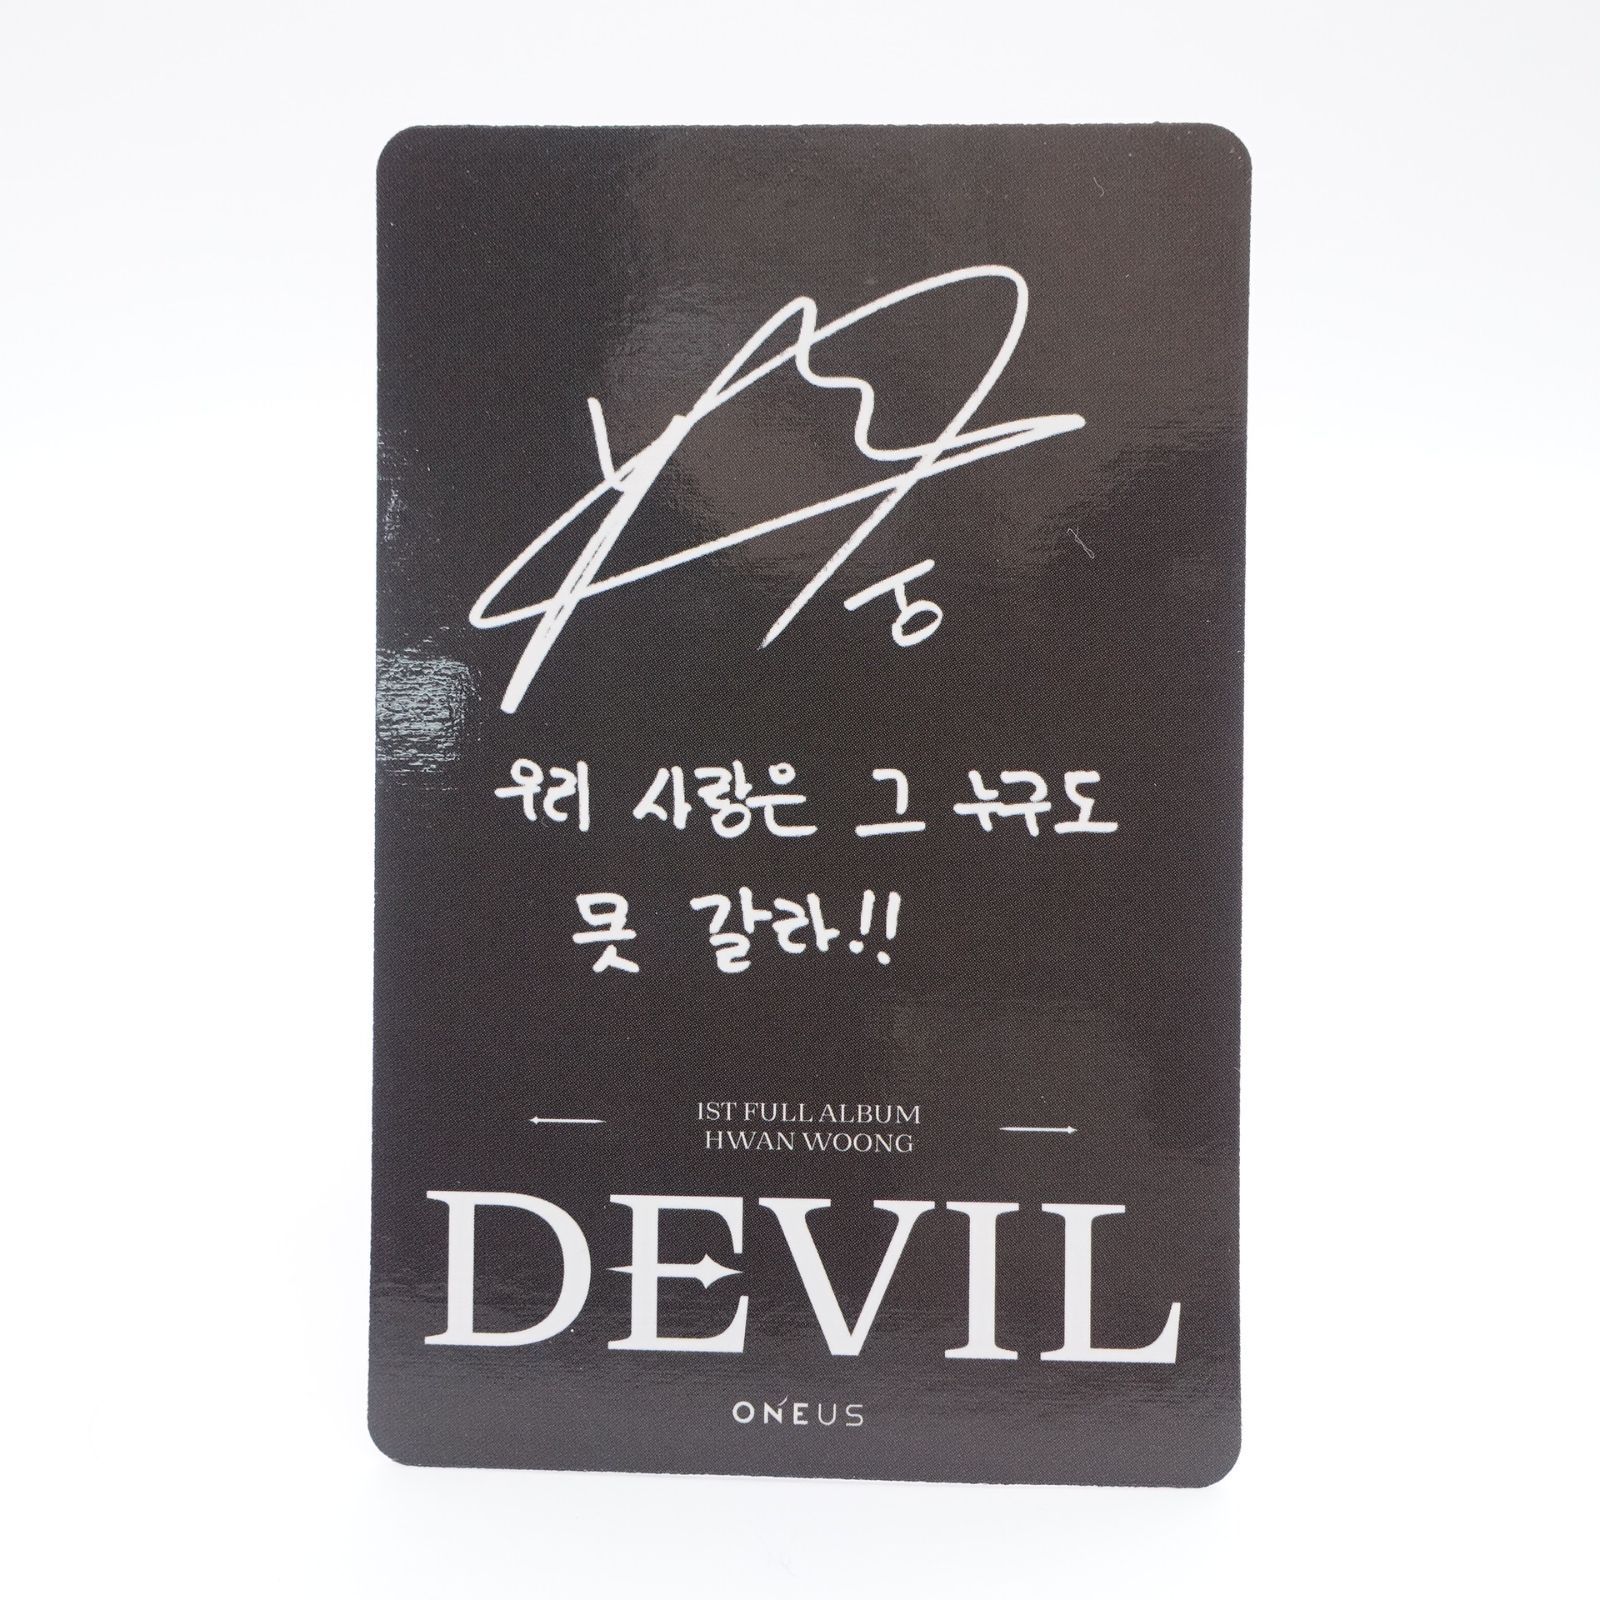 우리 사랑은 그 누구도
못 갈라!!
1ST FULL ALBUM
HWAN WOONG
DEVIL
ONEUS